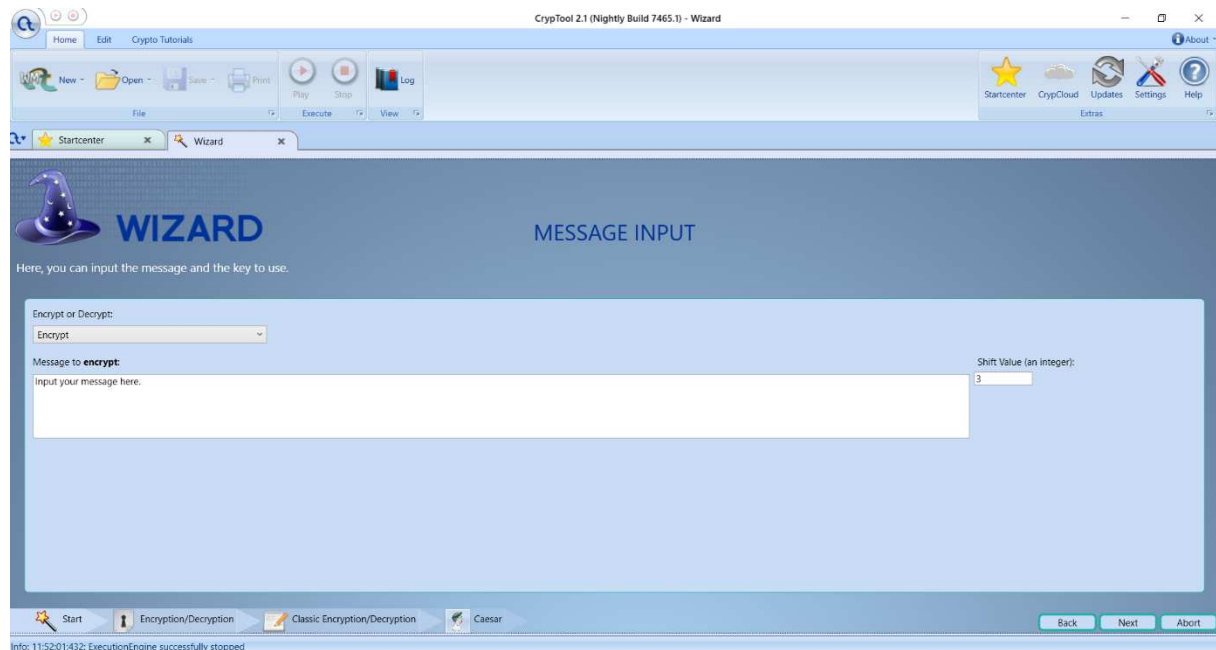 CrypTool 2.1 (Nightly Build 7465.1) - Wizard
Home Edit Crypto Tutorials About
New Open Save Print Play Stop Log Startcenter CrypCloud Updates Settings Help
File Execute View Extras
Startcenter Wizard
WIZARD
MESSAGE INPUT
Here, you can input the message and the key to use.
Encrypt or Decrypt:
Encrypt
Message to encrypt: Shift Value (an integer):
Input your message here. 3
Start Encryption/Decryption Classic Encryption/Decryption Caesar Back Next Abort
Info: 11:52:01:432: ExecutionEngine successfully stopped